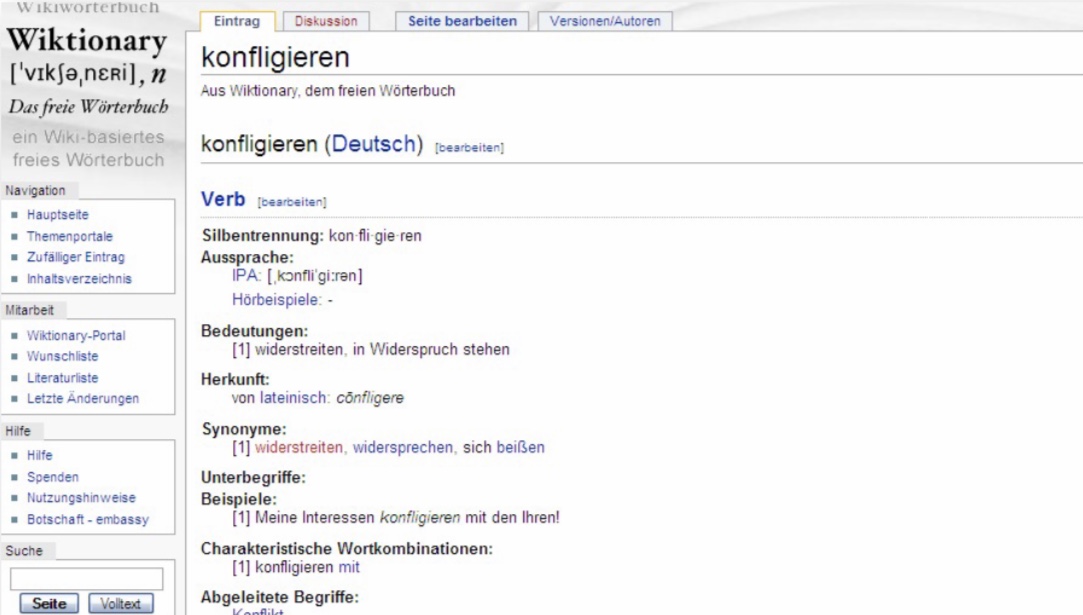 Wikiwörterbuch
Wiktionary
[ˈvɪkʃəˌnɛʀi], n
Das freie Wörterbuch
ein Wiki-basiertes
freies Wörterbuch
Navigation
Hauptseite
Themenportale
Zufälliger Eintrag
Inhaltsverzeichnis
Mitarbeit
Wiktionary-Portal
Wunschliste
Literaturliste
Letzte Änderungen
Hilfe
Hilfe
Spenden
Nutzungshinweise
Botschaft - embassy
Suche
Seite Volltext
Eintrag Diskussion Seite bearbeiten Versionen/Autoren
konfligieren
Aus Wiktionary, dem freien Wörterbuch
konfligieren (Deutsch) [bearbeiten]
Verb [bearbeiten]
Silbentrennung: kon·fli·gie·ren
Aussprache:
IPA: [ˌkɔnfliˈɡiːrən]
Hörbeispiele: -
Bedeutungen:
[1] widerstreiten, in Widerspruch stehen
Herkunft:
von lateinisch: cōnfligere
Synonyme:
[1] widerstreiten, widersprechen, sich beißen
Unterbegriffe:
Beispiele:
[1] Meine Interessen konfligieren mit den Ihren!
Charakteristische Wortkombinationen:
[1] konfligieren mit
Abgeleitete Begriffe:
Konflikt